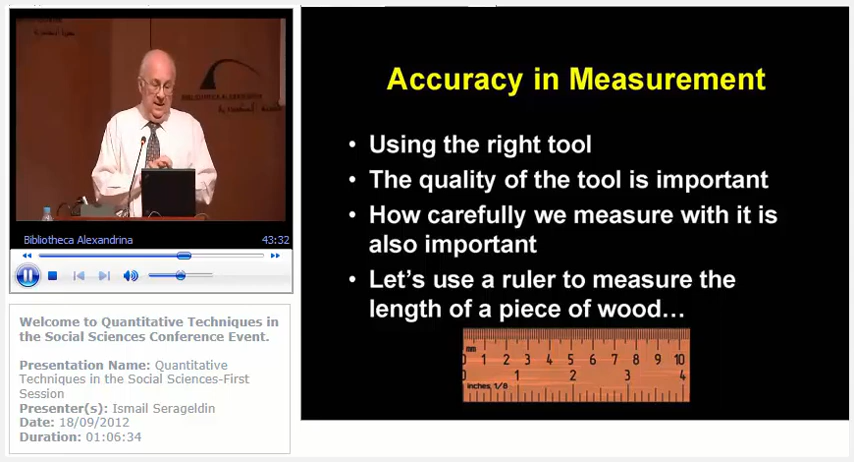 BIBLIOTHECA ALEXANDRINA
Bibliotheca Alexandrina
43:32
Welcome to Quantitative Techniques in
the Social Sciences Conference Event.
Presentation Name: Quantitative
Techniques in the Social Sciences-First
Session
Presenter(s): Ismail Serageldin
Date: 18/09/2012
Duration: 01:06:34
Accuracy in Measurement
• Using the right tool
• The quality of the tool is important
• How carefully we measure with it is
also important
• Let's use a ruler to measure the
length of a piece of wood...
mm
0 1 2 3 4 5 6 7 8 9 10
0 1 2 3 4
inches, 1/8